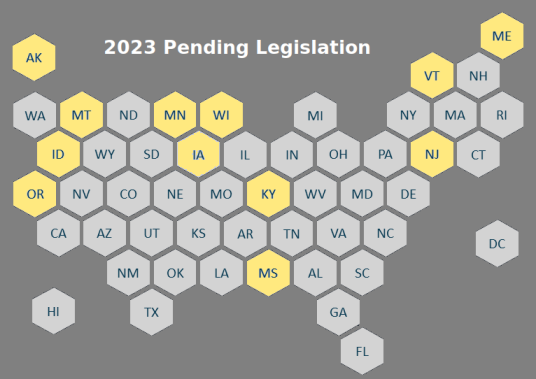 ME
2023 Pending Legislation
AK
VT NH
WA MT ND MN WI MI NY MA RI
ID WY SD IA IL IN OH PA NJ CT
OR NV CO NE MO KY WV MD DE
CA AZ UT KS AR TN VA NC
DC
NM OK LA MS AL SC
HI TX GA
FL